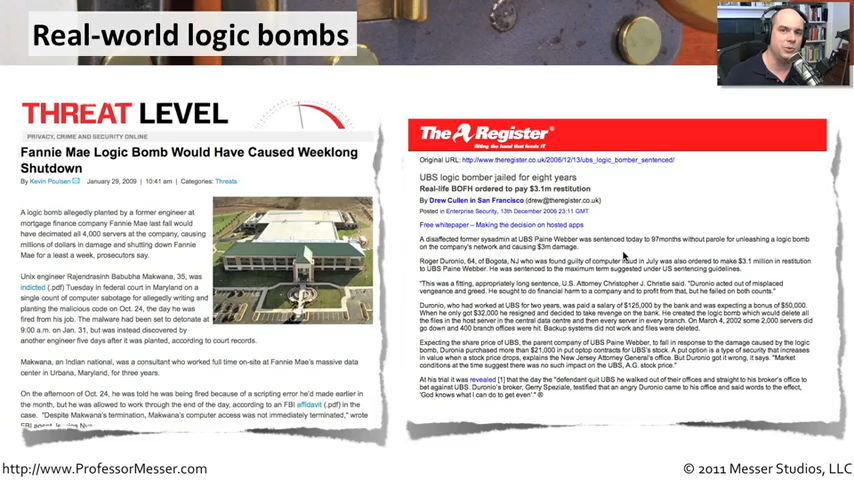 Real-world logic bombs
THREAT LEVEL
PRIVACY, CRIME AND SECURITY ONLINE
Fannie Mae Logic Bomb Would Have Caused Weeklong
Shutdown
By Kevin Poulsen January 29, 2009 | 10:41 am | Categories: Threats
A logic bomb allegedly planted by a former engineer at
mortgage finance company Fannie Mae last fall would
have decimated all 4,000 servers at the company, causing
millions of dollars in damage and shutting down Fannie
Mae for a least a week, prosecutors say.
Unix engineer Rajendrasinh Babubha Makwana, 35, was
indicted (.pdf) Tuesday in federal court in Maryland on a
single count of computer sabotage for allegedly writing and
planting the malicious code on Oct. 24, the day he was
fired from his job. The malware had been set to detonate at
9:00 a.m. on Jan. 31, but was instead discovered by
another engineer five days after it was planted, according to court records.
Makwana, an Indian national, was a consultant who worked full time on-site at Fannie Mae's massive data
center in Urbana, Maryland, for three years.
On the afternoon of Oct. 24, he was told he was being fired because of a scripting error he'd made earlier in
the month, but he was allowed to work through the end of the day, according to an FBI affidavit (.pdf) in the
case. "Despite Makwana's termination, Makwana's computer access was not immediately terminated," wrote
FBI agent
The Register®
Biting the hand that feeds IT
Original URL: http://www.theregister.co.uk/2006/12/13/ubs_logic_bomber_sentenced/
UBS logic bomber jailed for eight years
Real-life BOFH ordered to pay $3.1m restitution
By Drew Cullen in San Francisco (drew@theregister.co.uk)
Posted in Enterprise Security, 13th December 2006 23:11 GMT
Free whitepaper – Making the decision on hosted apps
A disaffected former sysadmin at UBS Paine Webber was sentenced today to 97months without parole for unleashing a logic bomb
on the company's network and causing $3m damage.
Roger Duronio, 64, of Bogota, NJ who was found guilty of computer fraud in July was also ordered to make $3.1 million in restitution
to UBS Paine Webber. He was sentenced to the maximum term suggested under US sentencing guidelines.
"This was a fitting, appropriately long sentence, U.S. Attorney Christopher J. Christie said. "Duronio acted out of misplaced
vengeance and greed. He sought to do financial harm to a company and to profit from that, but he failed on both counts."
Duronio, who had worked at UBS for two years, was paid a salary of $125,000 by the bank and was expecting a bonus of $50,000.
When he only got $32,000 he resigned and decided to take revenge on the bank. He created the logic bomb which would delete all
the files in the host server in the central data centre and then every server in every branch. On March 4, 2002 some 2,000 servers did
go down and 400 branch offices were hit. Backup systems did not work and files were deleted.
Expecting the share price of UBS, the parent company of UBS Paine Webber, to fall in response to the damage caused by the logic
bomb, Duronia purchased more than $21,000 in put optop contracts for UBS's stock. A put option is a type of security that increases
in value when a stock price drops, explains the New Jersey Attorney General's office. But Duronio got it wrong, it says. "Market
conditions at the time suggest there was no such impact on the UBS, A.G. stock price."
At his trial it was revealed [1] that the day the "defendant quit UBS he walked out of their offices and straight to his broker's office to
bet against UBS. Duronio's broker, Gerry Speziale, testified that an angry Duronio came to his office and said words to the effect,
'God knows what I can do to get even'." ®
http://www.ProfessorMesser.com
© 2011 Messer Studios, LLC